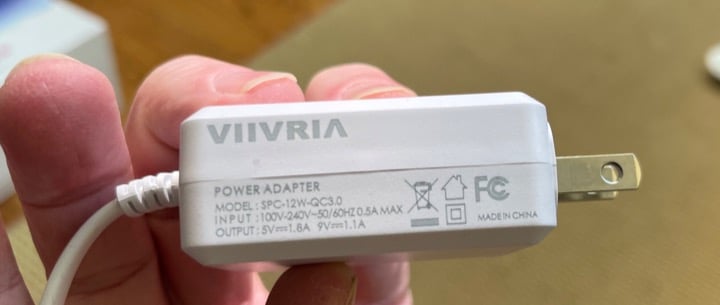 VIIVRIA
POWER ADAPTER
MODEL : SPC-12W-QC3.0
INPUT : 100V-240V~50/60HZ 0.5A MAX
OUTPUT : 5V⎓1.8A 9V⎓1.1A
FC
MADE IN CHINA